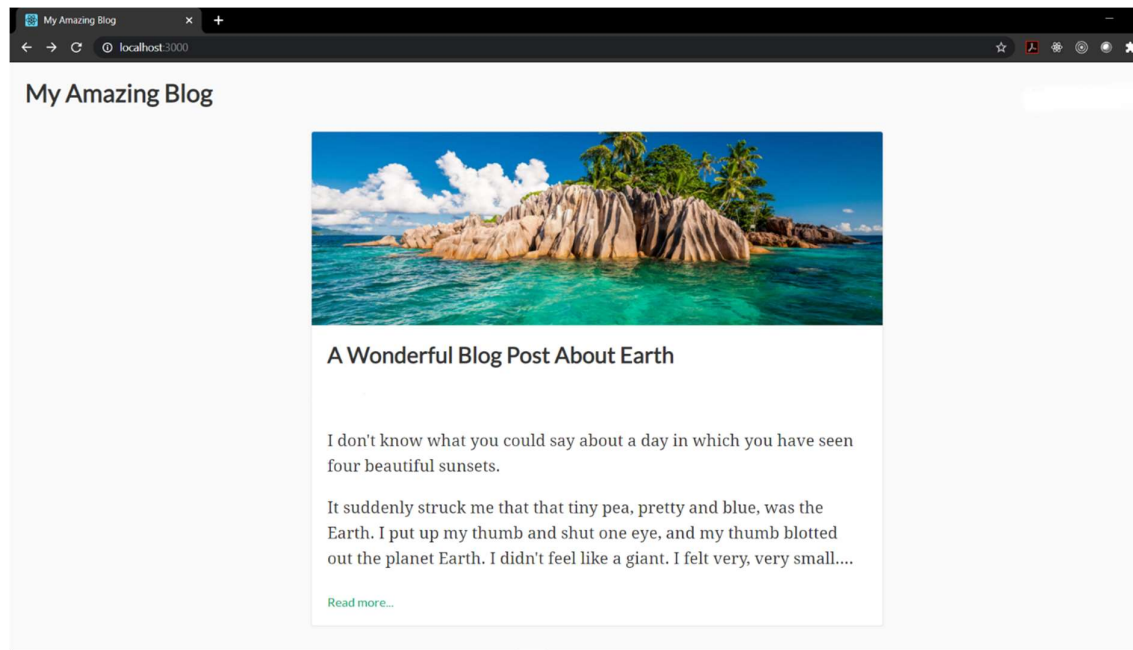 My Amazing Blog
localhost:3000
My Amazing Blog
A Wonderful Blog Post About Earth
I don't know what you could say about a day in which you have seen
four beautiful sunsets.
It suddenly struck me that that tiny pea, pretty and blue, was the
Earth. I put up my thumb and shut one eye, and my thumb blotted
out the planet Earth. I didn't feel like a giant. I felt very, very small....
Read more...